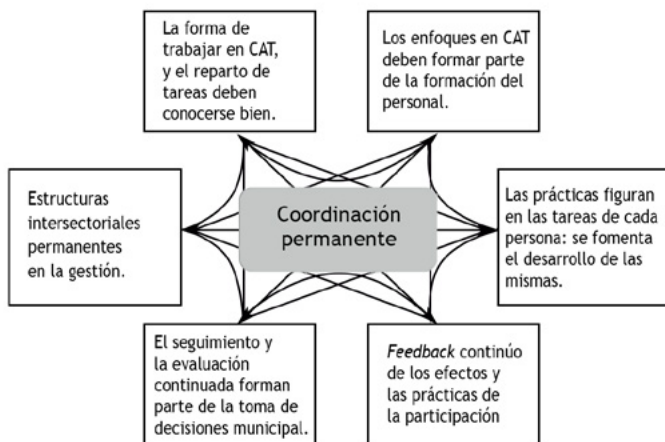 La forma de
trabajar en CAT,
y el reparto de
tareas deben
conocerse bien.
Los enfoques en CAT
deben formar parte
de la formación del
personal.
Estructuras
intersectoriales
permanentes
en la gestión.
Coordinación
permanente
Las prácticas figuran
en las tareas de cada
persona: se fomenta
el desarrollo de las
mismas.
El seguimiento y
la evaluación
continuada forman
parte de la toma de
decisiones municipal.
Feedback continúo
de los efectos y
las prácticas de
la participación